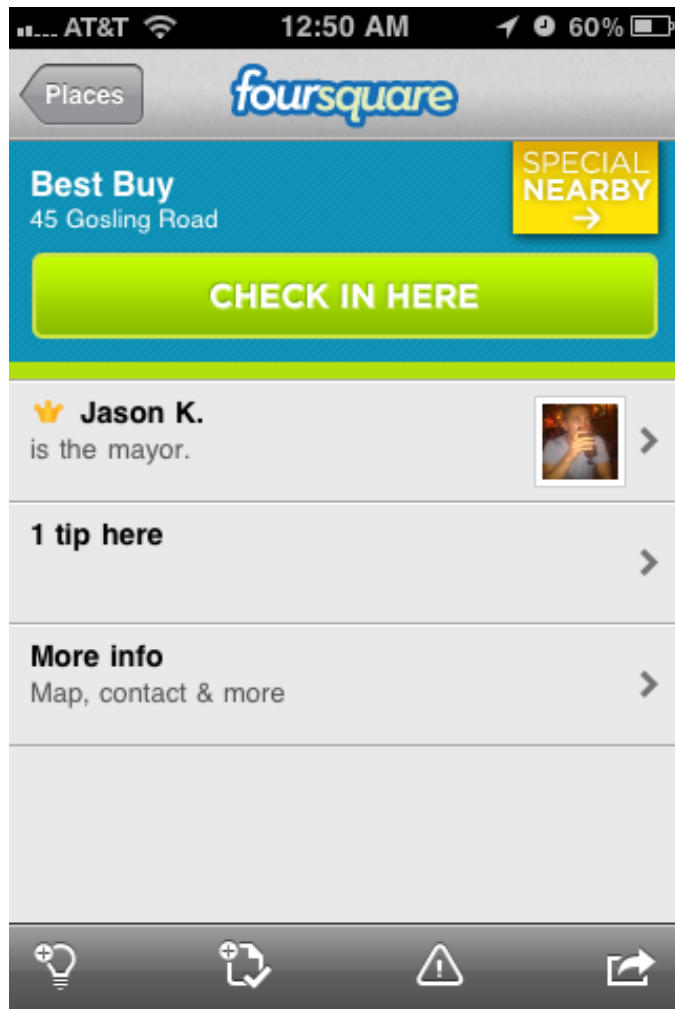 AT&T 12:50 AM 60%
Places foursquare
SPECIAL
NEARBY
Best Buy
45 Gosling Road
CHECK IN HERE
Jason K.
is the mayor.
1 tip here
More info
Map, contact & more